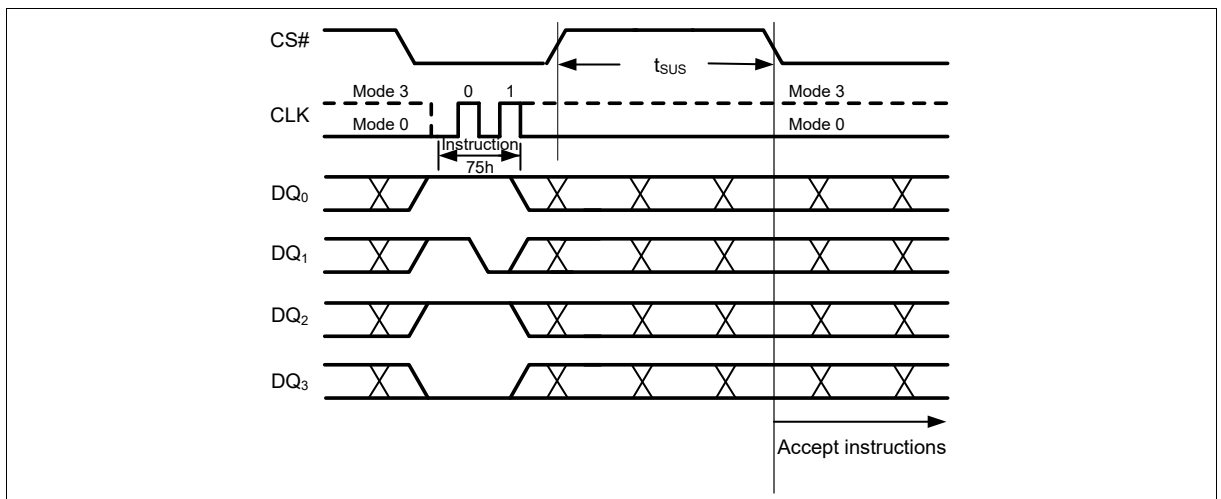 CS#
tSUS
Mode 3 0 1 Mode 3
CLK
Mode 0 Mode 0
Instruction
75h
DQ0
DQ1
DQ2
DQ3
Accept instructions